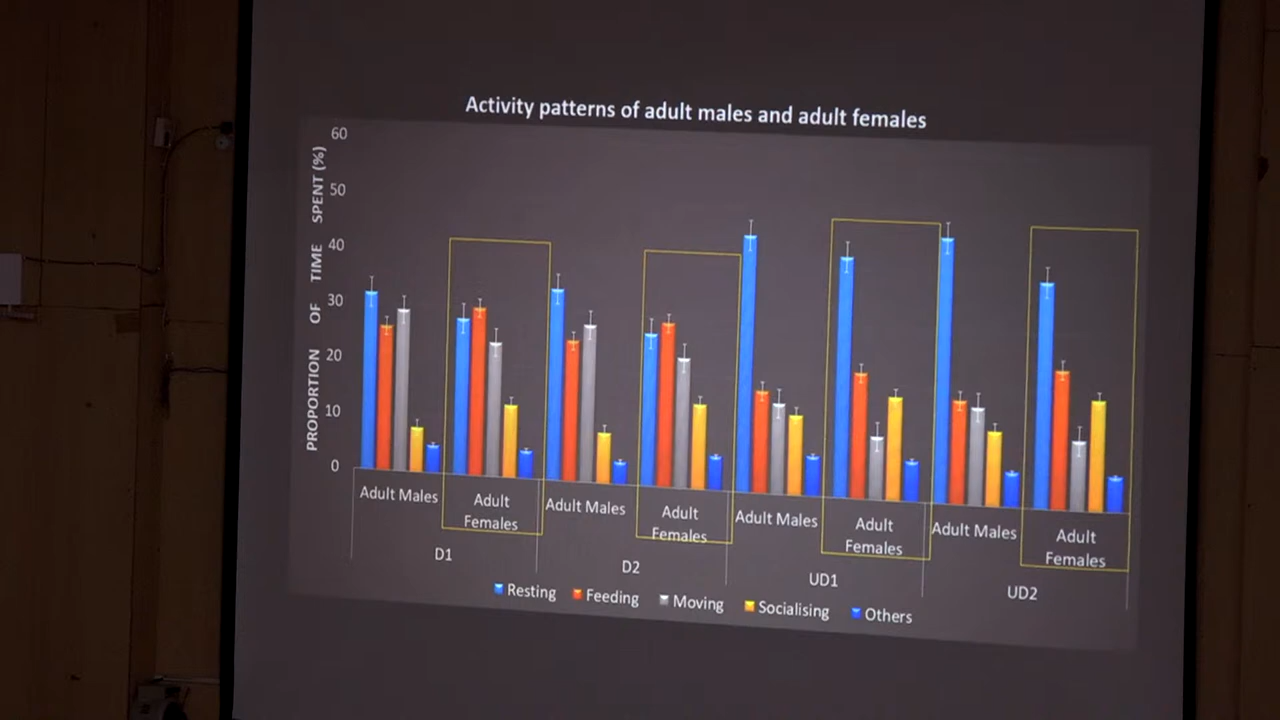 Activity patterns of adult males and adult females
PROPORTION OF TIME SPENT (%)
60
50
40
30
20
10
0
Adult Males
Adult
Females
Adult Males
Adult
Females
Adult Males
Adult
Females
Adult Males
Adult
Females
D1
D2
UD1
UD2
Resting
Feeding
Moving
Socialising
Others